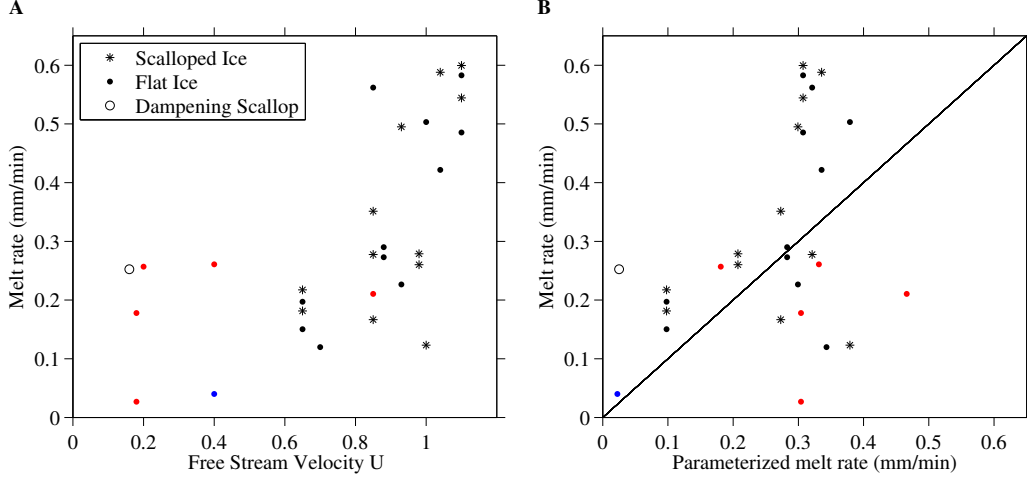 A
B
Scalloped Ice
Flat Ice
Dampening Scallop
Melt rate (mm/min)
0.6
0.5
0.4
0.3
0.2
0.1
0
0 0.2 0.4 0.6 0.8 1
Free Stream Velocity U
Melt rate (mm/min)
0.6
0.5
0.4
0.3
0.2
0.1
0
0 0.1 0.2 0.3 0.4 0.5 0.6
Parameterized melt rate (mm/min)